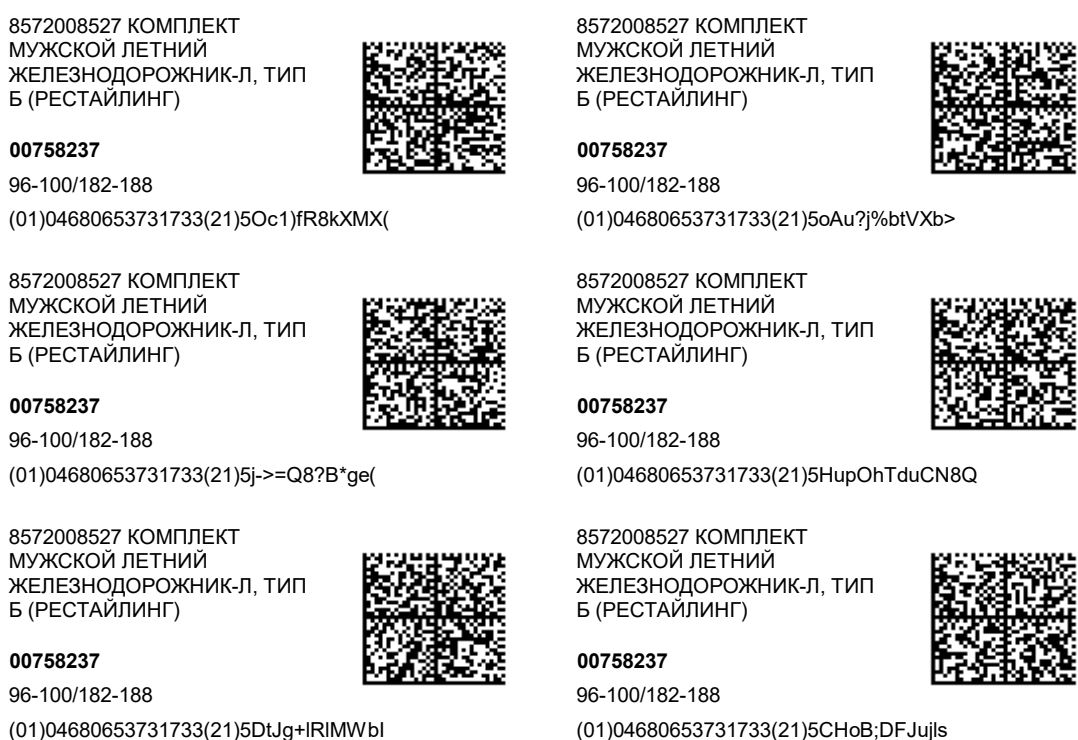 8572008527 КОМПЛЕКТ
МУЖСКОЙ ЛЕТНИЙ
ЖЕЛЕЗНОДОРОЖНИК-Л, ТИП
Б (РЕСТАЙЛИНГ)
00758237
96-100/182-188
(01)04680653731733(21)5Oc1)fR8kXMX(
8572008527 КОМПЛЕКТ
МУЖСКОЙ ЛЕТНИЙ
ЖЕЛЕЗНОДОРОЖНИК-Л, ТИП
Б (РЕСТАЙЛИНГ)
00758237
96-100/182-188
(01)04680653731733(21)5oAu?j%btVXb>
8572008527 КОМПЛЕКТ
МУЖСКОЙ ЛЕТНИЙ
ЖЕЛЕЗНОДОРОЖНИК-Л, ТИП
Б (РЕСТАЙЛИНГ)
00758237
96-100/182-188
(01)04680653731733(21)5j->=Q8?B*ge(
8572008527 КОМПЛЕКТ
МУЖСКОЙ ЛЕТНИЙ
ЖЕЛЕЗНОДОРОЖНИК-Л, ТИП
Б (РЕСТАЙЛИНГ)
00758237
96-100/182-188
(01)04680653731733(21)5HupOhTduCN8Q
8572008527 КОМПЛЕКТ
МУЖСКОЙ ЛЕТНИЙ
ЖЕЛЕЗНОДОРОЖНИК-Л, ТИП
Б (РЕСТАЙЛИНГ)
00758237
96-100/182-188
(01)04680653731733(21)5DtJg+lRlMWbI
8572008527 КОМПЛЕКТ
МУЖСКОЙ ЛЕТНИЙ
ЖЕЛЕЗНОДОРОЖНИК-Л, ТИП
Б (РЕСТАЙЛИНГ)
00758237
96-100/182-188
(01)04680653731733(21)5CHoB;DFJujls